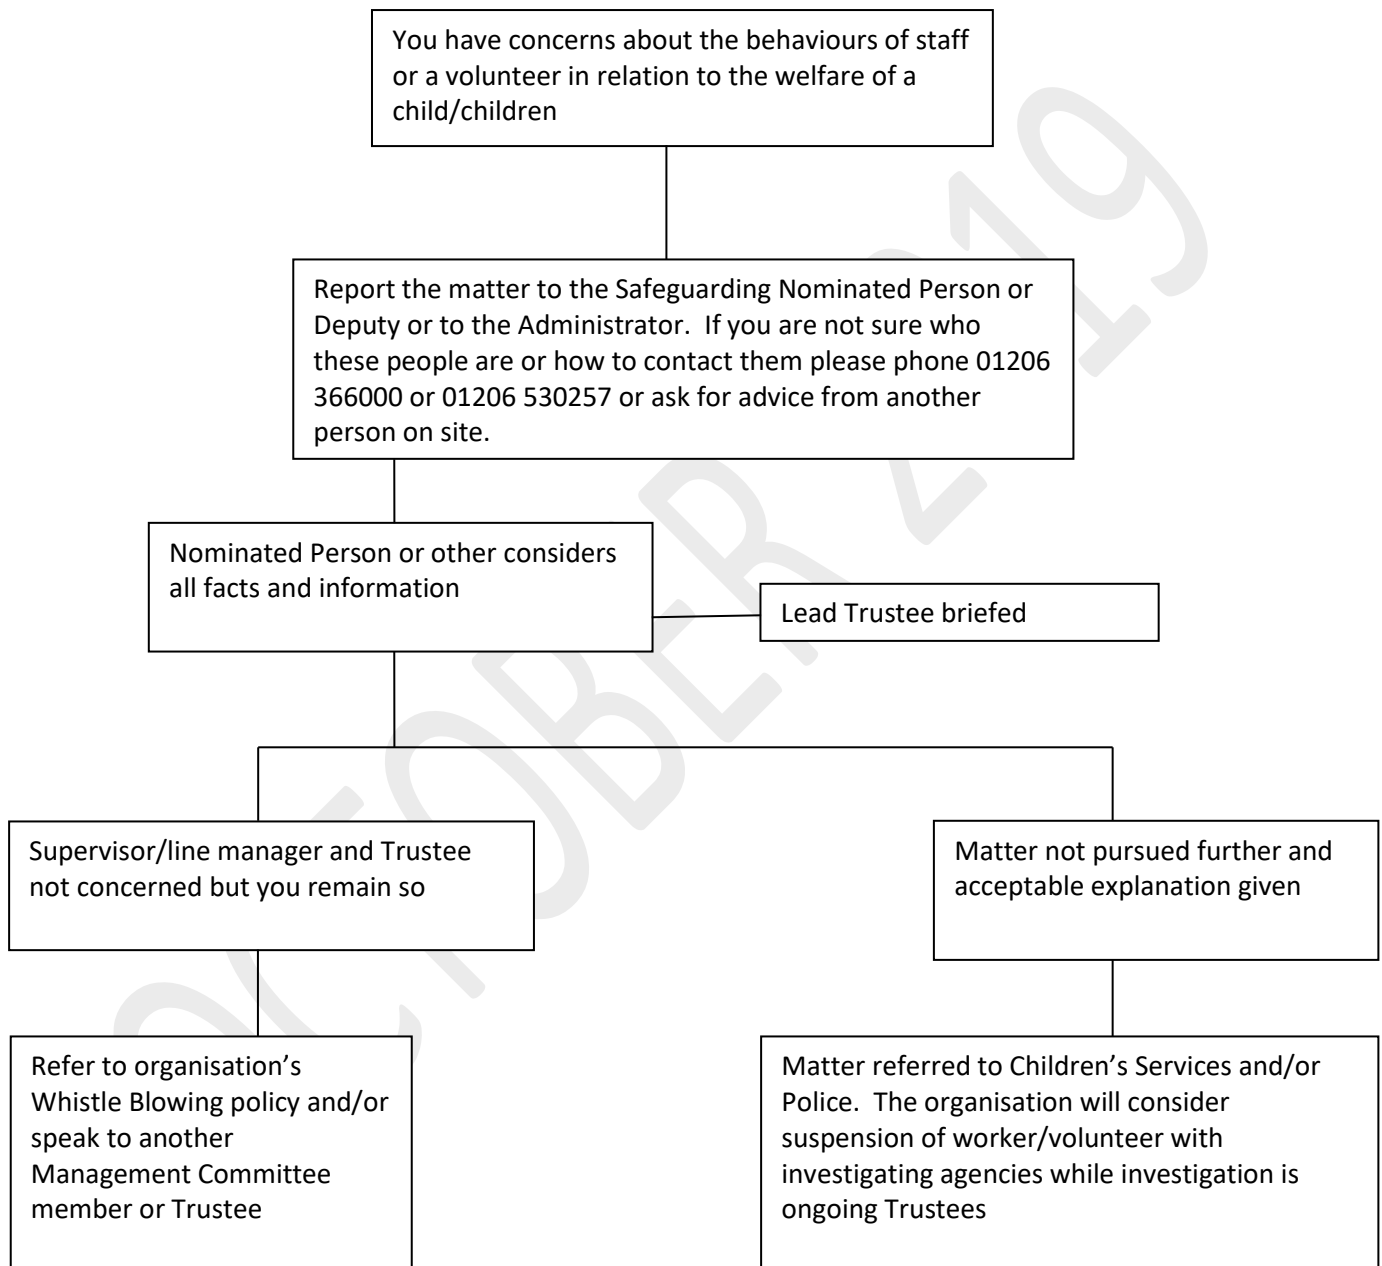 You have concerns about the behaviours of staff
or a volunteer in relation to the welfare of a
child/children
Report the matter to the Safeguarding Nominated Person or
Deputy or to the Administrator.  If you are not sure who
these people are or how to contact them please phone 01206
366000 or 01206 530257 or ask for advice from another
person on site.
Nominated Person or other considers
all facts and information
Lead Trustee briefed
Supervisor/line manager and Trustee
not concerned but you remain so
Matter not pursued further and
acceptable explanation given
Refer to organisation’s
Whistle Blowing policy and/or
speak to another
Management Committee
member or Trustee
Matter referred to Children’s Services and/or
Police.  The organisation will consider
suspension of worker/volunteer with
investigating agencies while investigation is
ongoing Trustees
OCTOBER 219